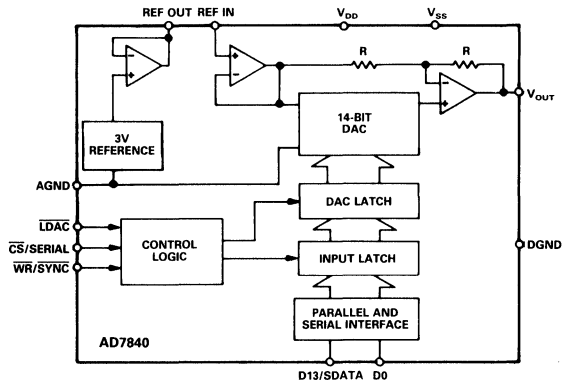 REF OUT REF IN
VDD
VSS
R
R
VOUT
14-BIT
DAC
3V
REFERENCE
AGND
DAC LATCH
LDAC
CS/SERIAL
WR/SYNC
CONTROL
LOGIC
DGND
INPUT LATCH
PARALLEL AND
SERIAL INTERFACE
AD7840
D13/SDATA D0